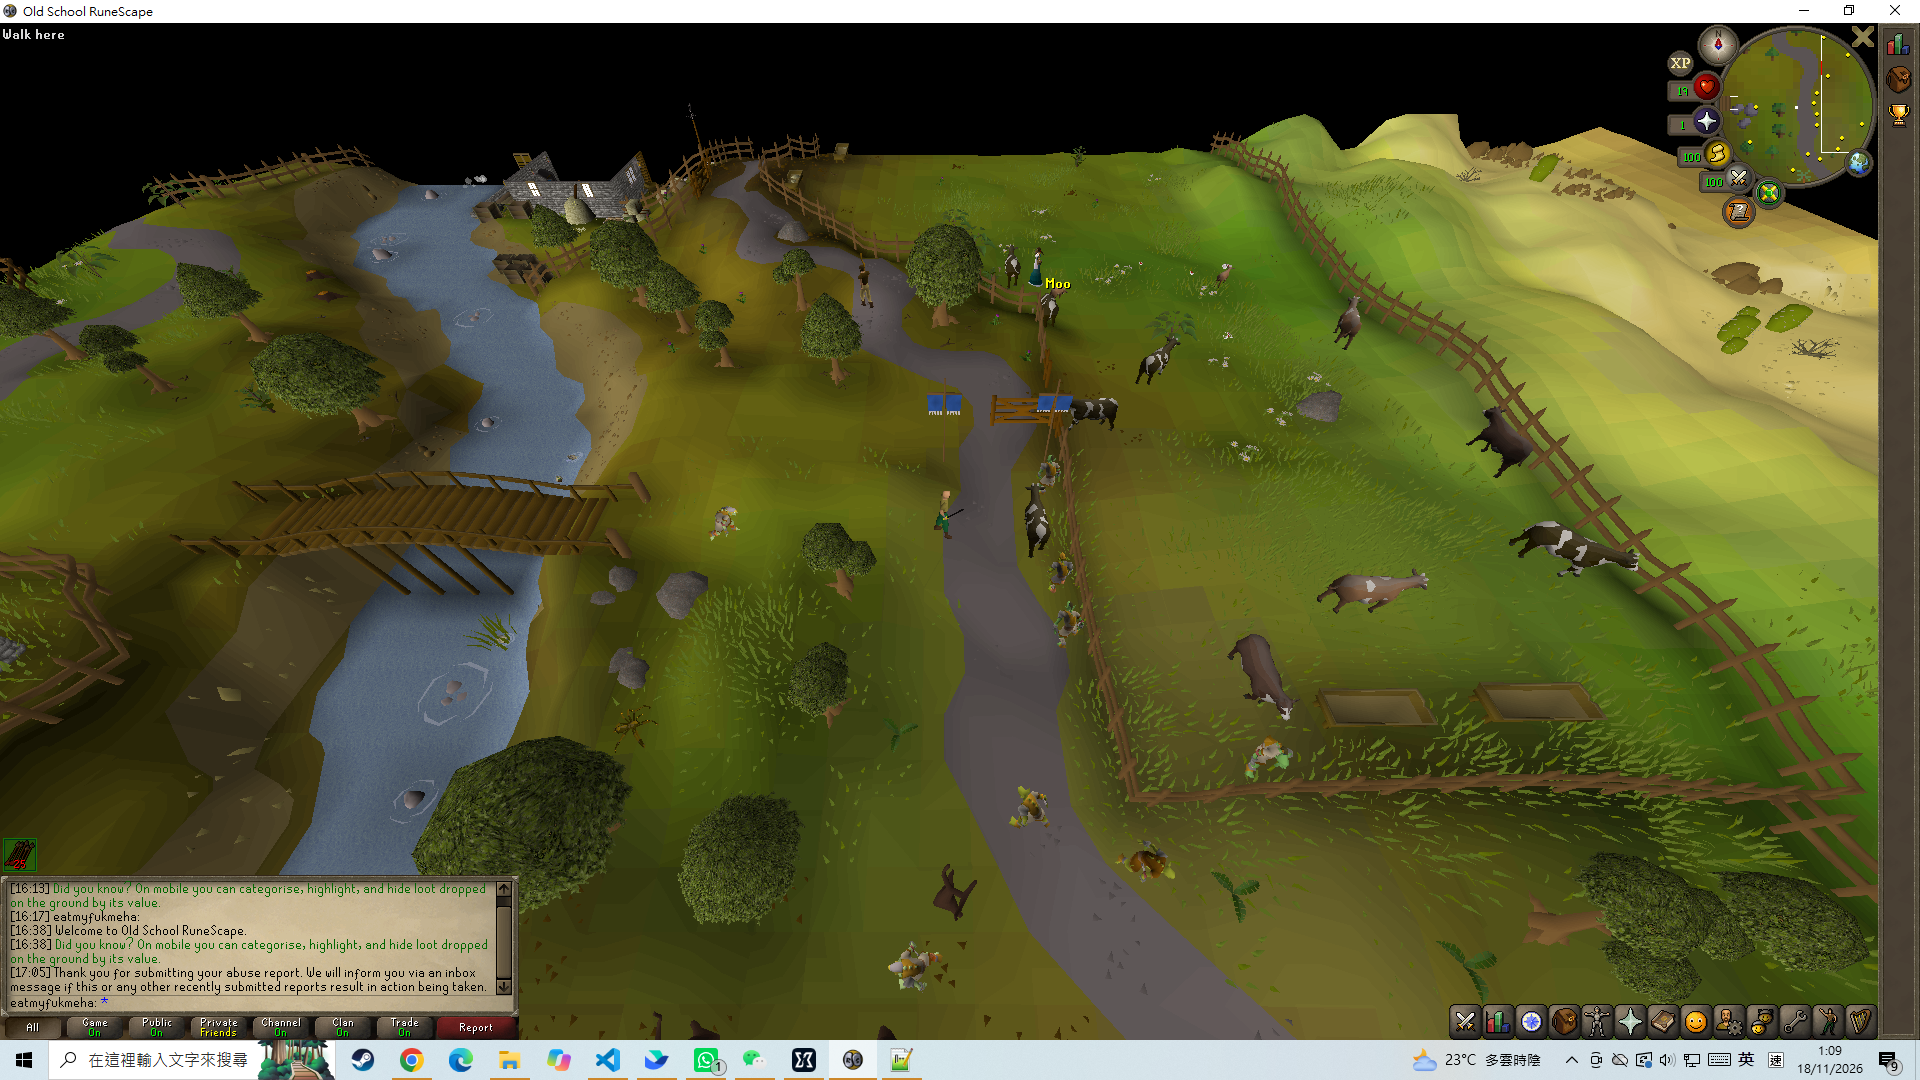 Old School RuneScape
Walk here
N
XP
19
1
100
100
Moo
25
[16:13] Did you know? On mobile you can categorise, highlight, and hide loot dropped
on the ground by its value.
[16:17] eatmyfukmeha:
[16:38] Welcome to Old School RuneScape.
[16:38] Did you know? On mobile you can categorise, highlight, and hide loot dropped
on the ground by its value.
[17:05] Thank you for submitting your abuse report. We will inform you via an inbox
message if this or any other recently submitted reports result in action being taken.
eatmyfukmeha: *
All
Game
On
Public
On
Private
Friends
Channel
On
Clan
On
Trade
On
Report
在這裡輸入文字來搜尋
1
23°C 多雲時陰
英
速
1:09
18/11/2026
9